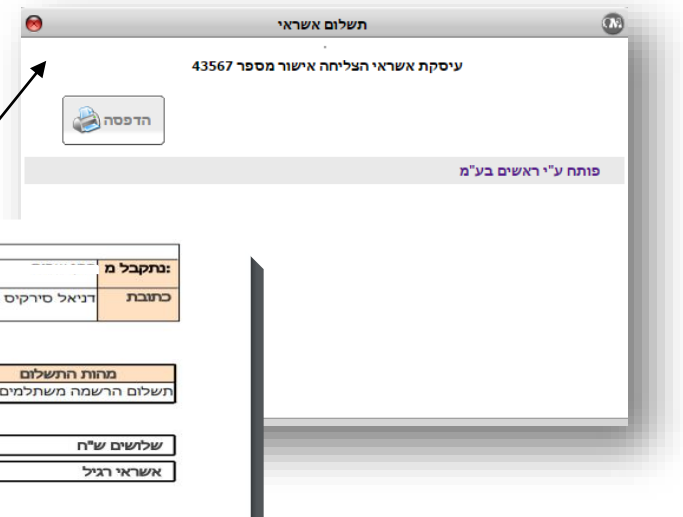 תשלום אשראי
עיסקת אשראי הצליחה אישור מספר 43567
הדפסה
פותח ע"י ראשים בע"מ
נתקבל מ:
כתובת דניאל סירקיס
מהות התשלום
תשלום הרשמה משתלמים
שלושים ש"ח
אשראי רגיל